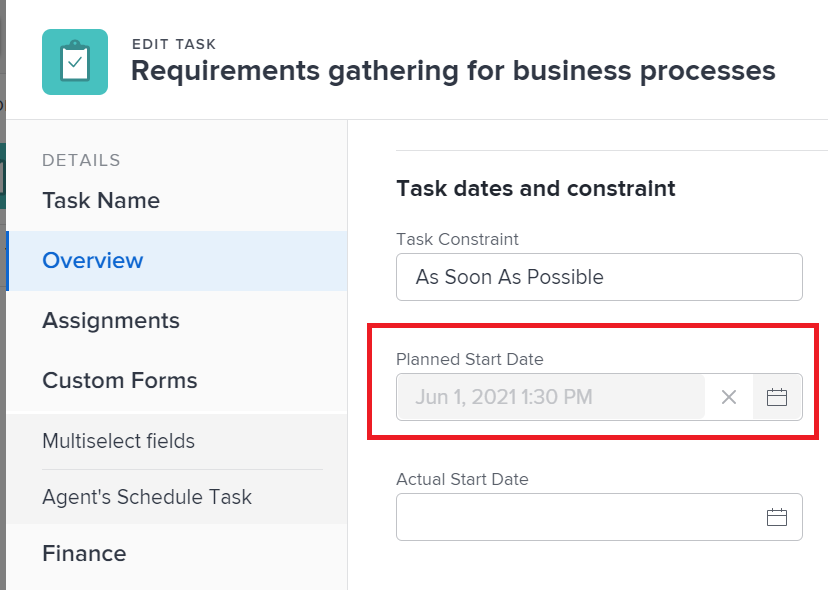 EDIT TASK
Requirements gathering for business processes
DETAILS
Task Name
Overview
Assignments
Custom Forms
Multiselect fields
Agent's Schedule Task
Finance
Task dates and constraint
Task Constraint
As Soon As Possible
Planned Start Date
Jun 1, 2021 1:30 PM
Actual Start Date